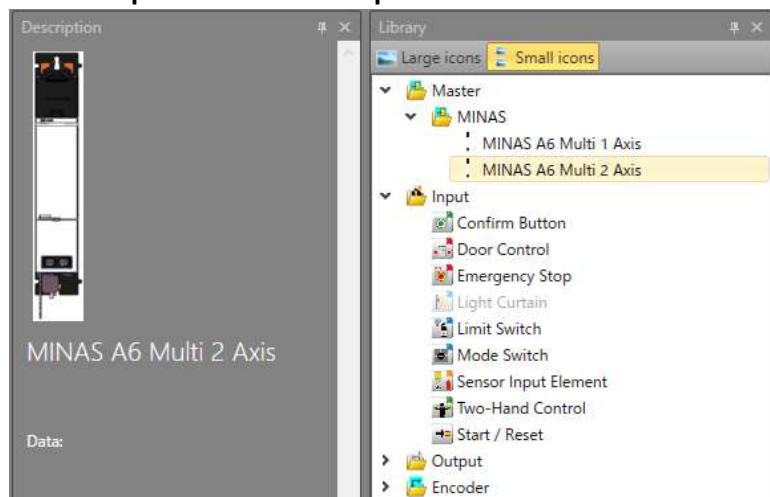 Description
MINAS A6 Multi 2 Axis
Data:
Library
Large icons Small icons
Master
MINAS
MINAS A6 Multi 1 Axis
MINAS A6 Multi 2 Axis
Input
Confirm Button
Door Control
Emergency Stop
Light Curtain
Limit Switch
Mode Switch
Sensor Input Element
Two-Hand Control
Start / Reset
Output
Encoder